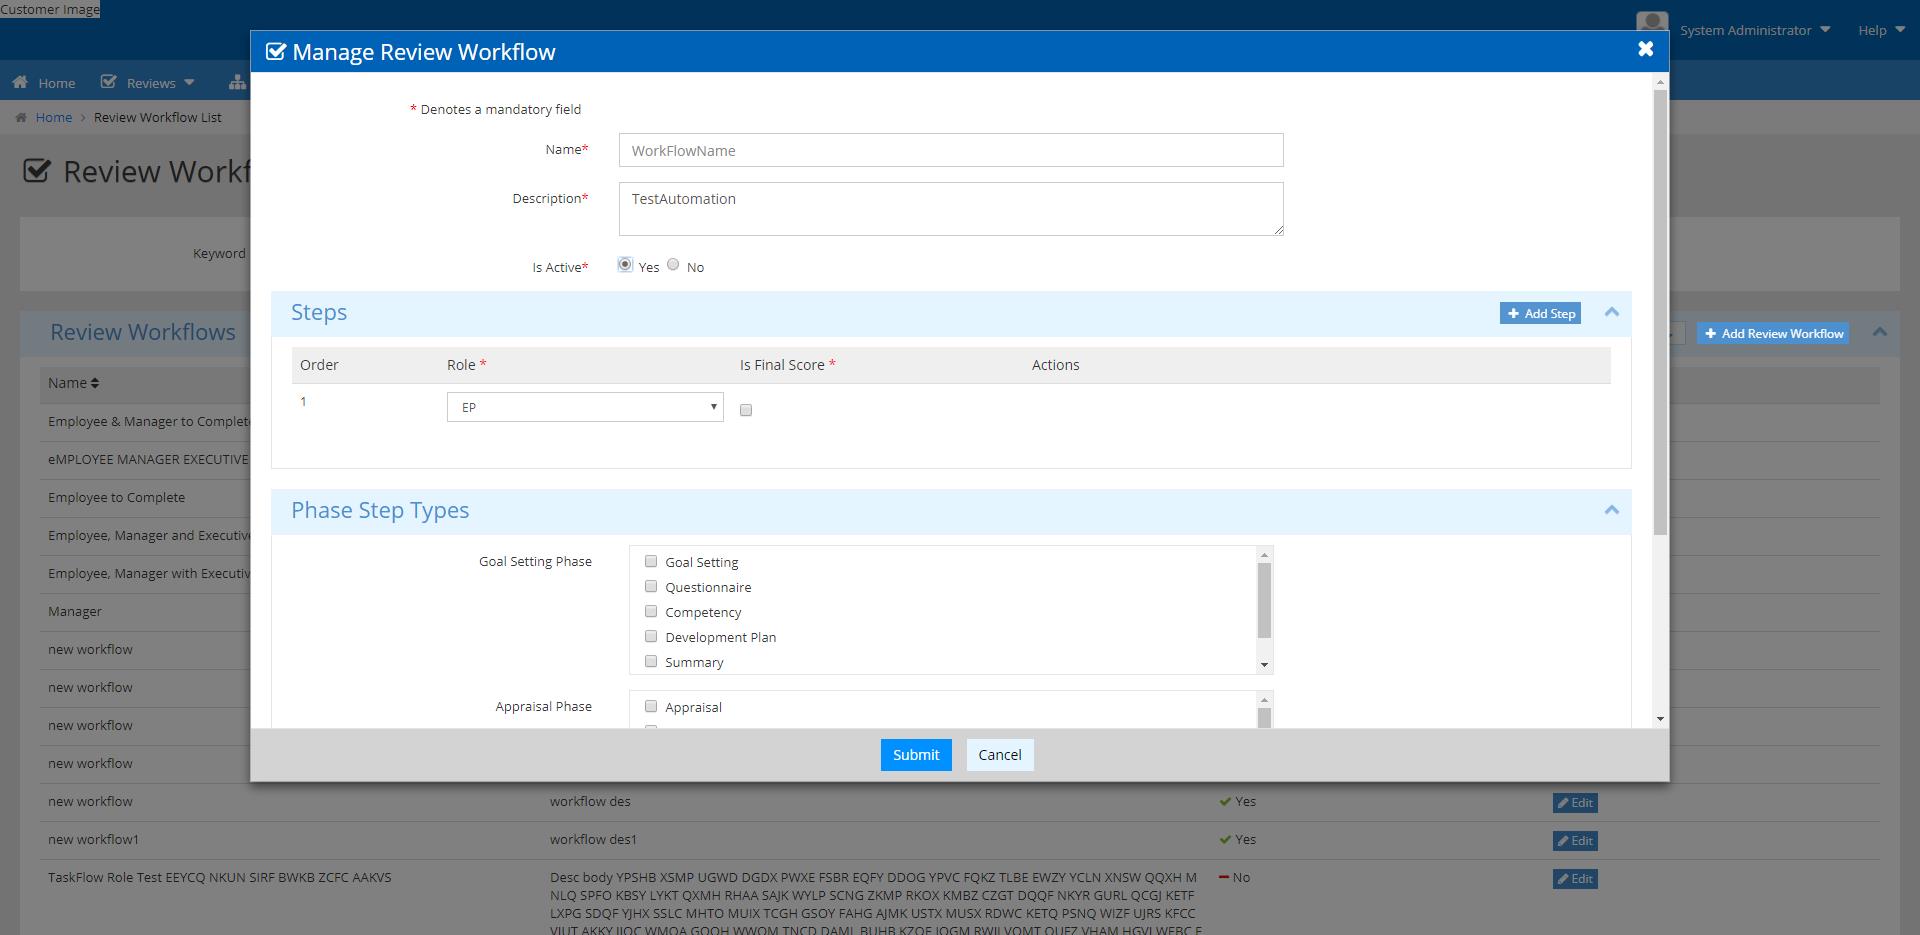 Customer Image
System Administrator
Help
Home
Reviews
Home > Review Workflow List
Review Workf
Keyword
Manage Review Workflow
* Denotes a mandatory field
Name*
WorkFlowName
Description*
TestAutomation
Is Active*
Yes
No
Steps
+ Add Step
Order
Role *
Is Final Score *
Actions
1
EP
Phase Step Types
Goal Setting Phase
Goal Setting
Questionnaire
Competency
Development Plan
Summary
Appraisal Phase
Appraisal
Submit
Cancel
Review Workflows
+ Add Review Workflow
Name
Employee & Manager to Complete
eMPLOYEE MANAGER EXECUTIVE
Employee to Complete
Employee, Manager and Executive
Employee, Manager with Executiv
Manager
new workflow
new workflow
new workflow
new workflow
new workflow workflow des Yes Edit
new workflow1 workflow des1 Yes Edit
TaskFlow Role Test EEYCQ NKUN SIRF BWKB ZCFC AAKVS Desc body YPSHB XSMP UGWD DGDX PWXE FSBR EQFY DDOG YPVC FQKZ TLBE EWZY YCLN XNSW QQXH M No Edit
NLQ SPFO KBSY LYKT QXMH RHAA SAJK WYLP SCNG ZKMP RKOX KMBZ CZGT DQQF NKYR GURL QCGJ KETF
LXPG SDQF YJHX SSLC MHTO MUIX TCGH GSOY FAHG AJMK USTX MUSX RDWC KETQ PSNQ WIZF UJRS KFCC